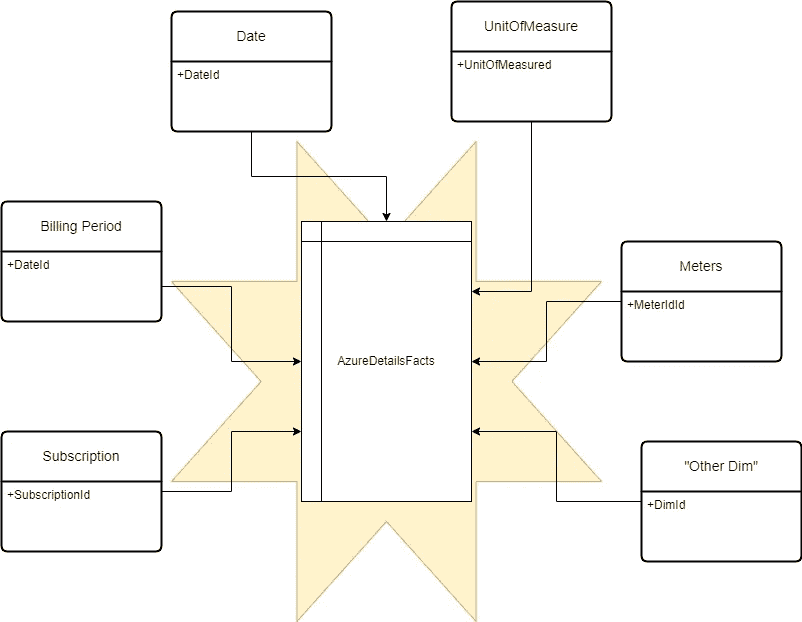 UnitOfMeasure
+UnitOfMeasured
Date
+DateId
Billing Period
+DateId
Meters
+MeterIdId
AzureDetailsFacts
Subscription
+SubscriptionId
"Other Dim"
+DimId